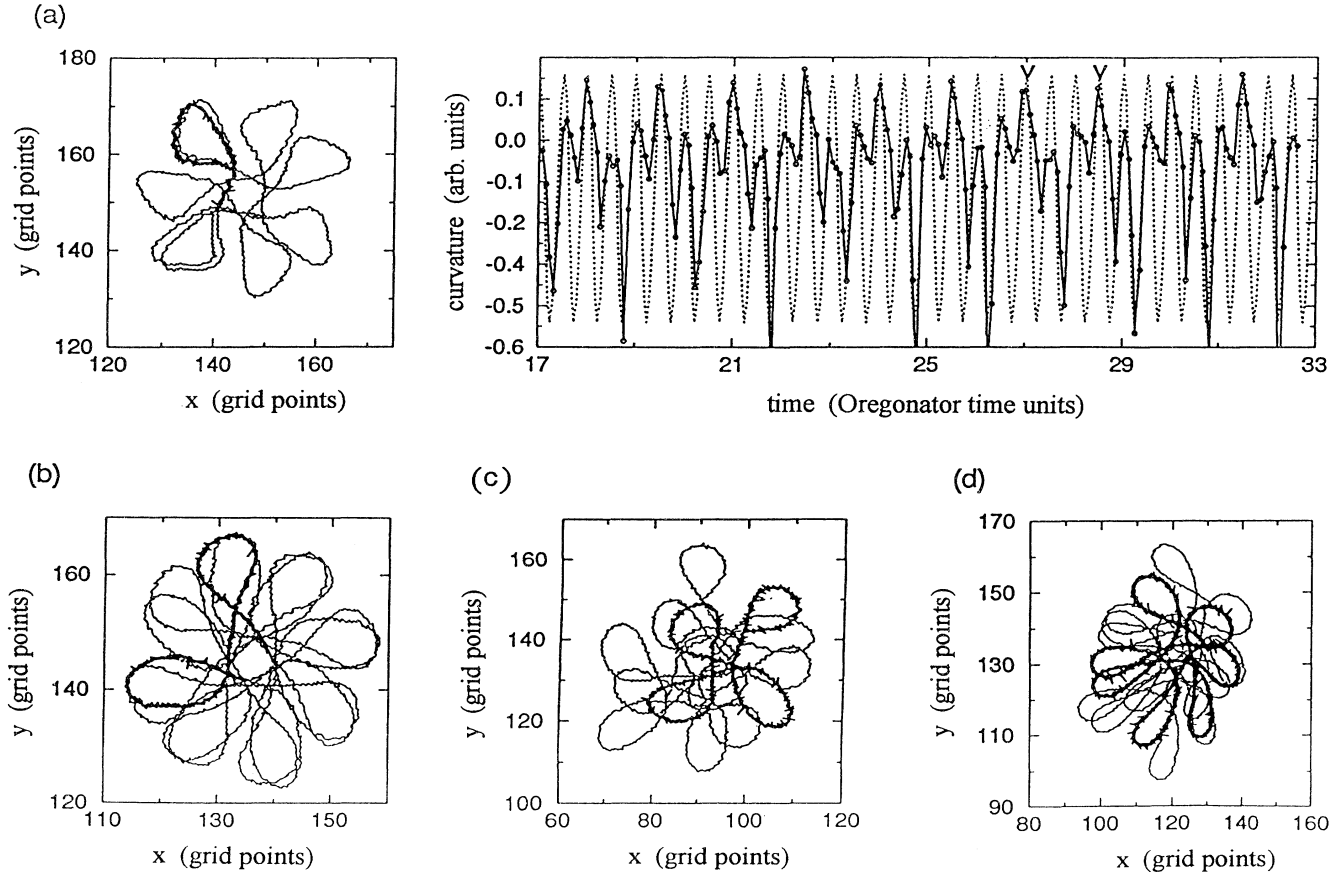 (a)
180
160
140
120
y (grid points)
120 140 160
x (grid points)
V V
0.1
0.0
-0.1
-0.2
-0.3
-0.4
-0.5
-0.6
curvature (arb. units)
17 21 25 29 33
time (Oregonator time units)
(b)
160
140
120
y (grid points)
110 130 150
x (grid points)
(c)
160
140
120
100
y (grid points)
60 80 100 120
x (grid points)
(d)
170
150
130
110
90
y (grid points)
80 100 120 140 160
x (grid points)